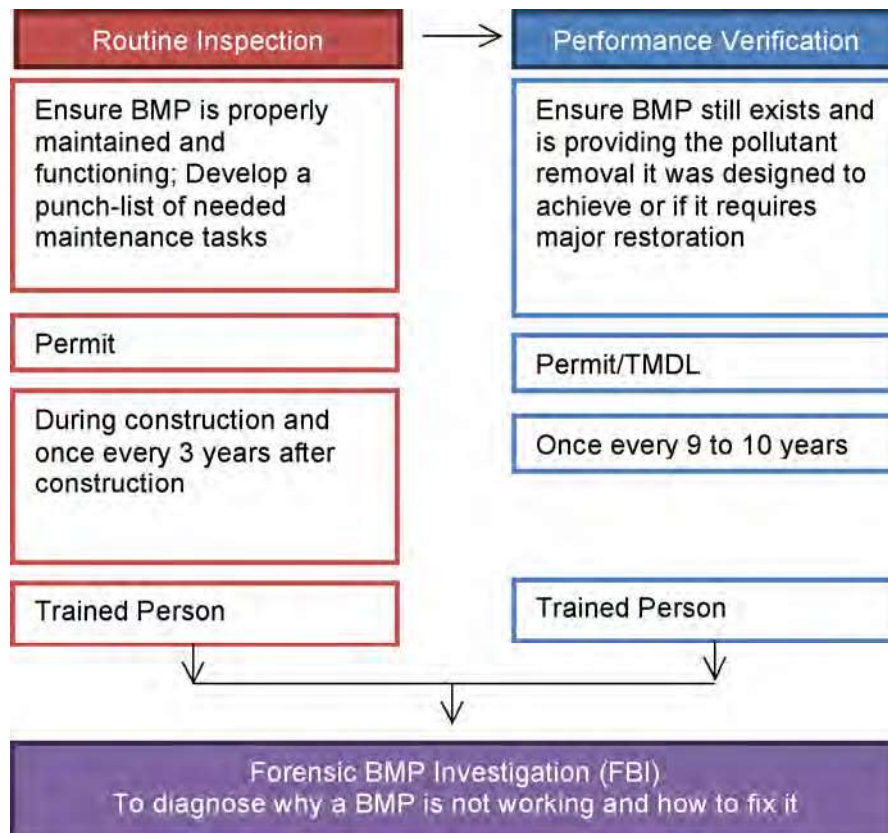 Routine Inspection
Performance Verification
Ensure BMP is properly
maintained and
functioning; Develop a
punch-list of needed
maintenance tasks
Ensure BMP still exists and
is providing the pollutant
removal it was designed to
achieve or if it requires
major restoration
Permit
Permit/TMDL
During construction and
once every 3 years after
construction
Once every 9 to 10 years
Trained Person
Trained Person
Forensic BMP Investigation (FBI)
To diagnose why a BMP is not working and how to fix it